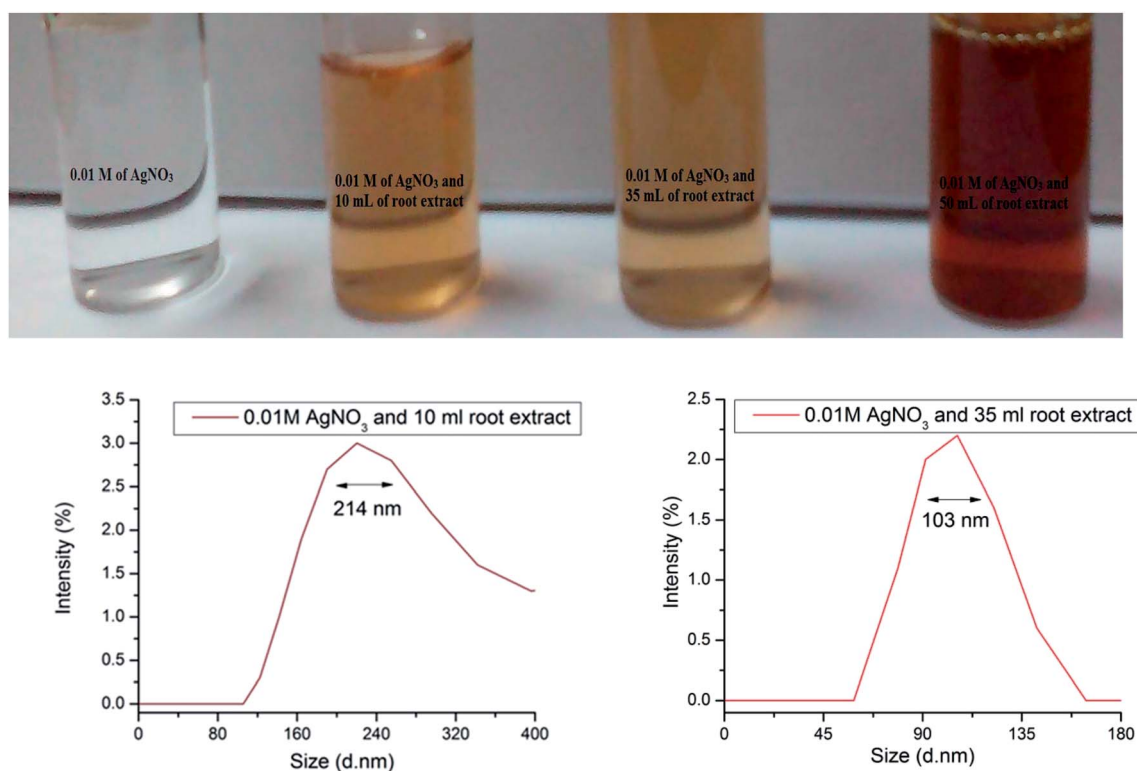 0.01 M of AgNO₃
0.01 M of AgNO₃ and
10 mL of root extract
0.01 M of AgNO₃ and
35 mL of root extract
0.01 M of AgNO₃ and
50 mL of root extract
0.01M AgNO₃ and 10 ml root extract
3.5
3.0
2.5
2.0
1.5
1.0
0.5
0.0
Intensity (%)
214 nm
0
80
160
240
320
400
Size (d.nm)
0.01M AgNO₃ and 35 ml root extract
2.5
2.0
1.5
1.0
0.5
0.0
Intensity (%)
103 nm
0
45
90
135
180
Size (d.nm)